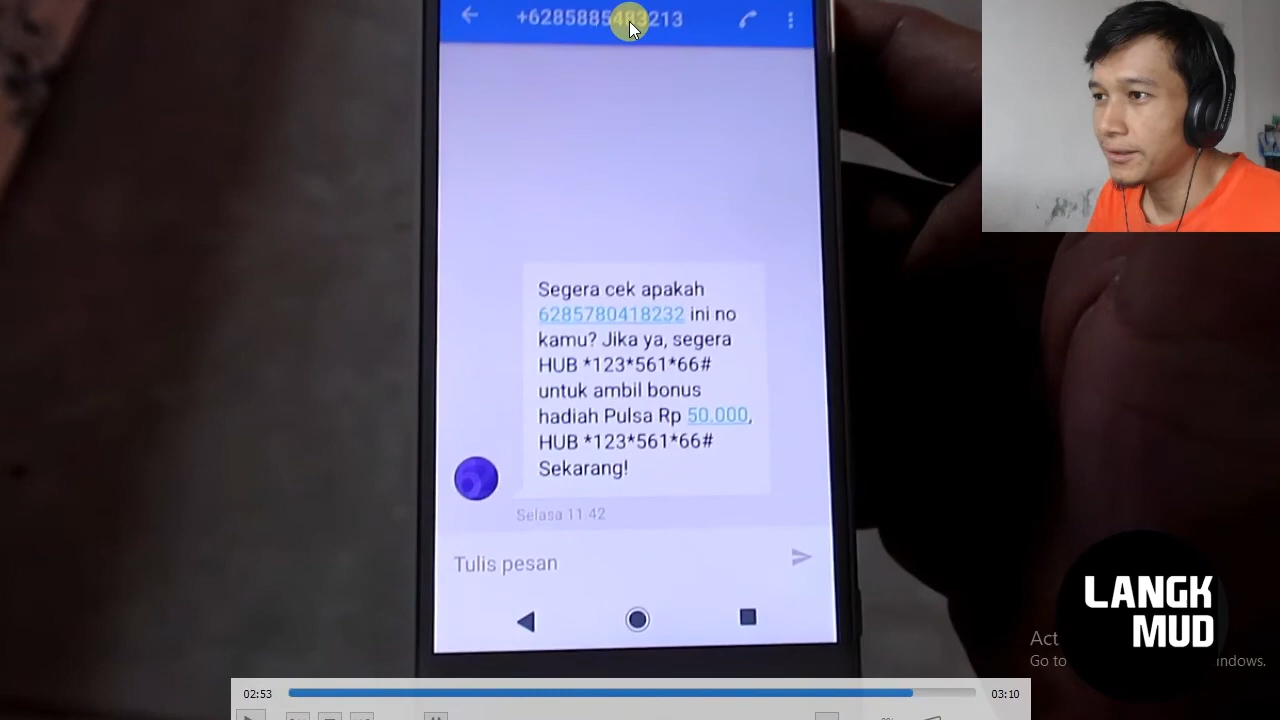 Segera cek apakah
6285780418232 ini no
kamu? Jika ya, segera
HUB *123*561*66#
untuk ambil bonus
hadiah Pulsa Rp 50.000,
HUB *123*561*66#
Sekarang!
Selasa 11.42
Tulis pesan
LANGK
MUD
Act
Go to
indows.
02:53
03:10